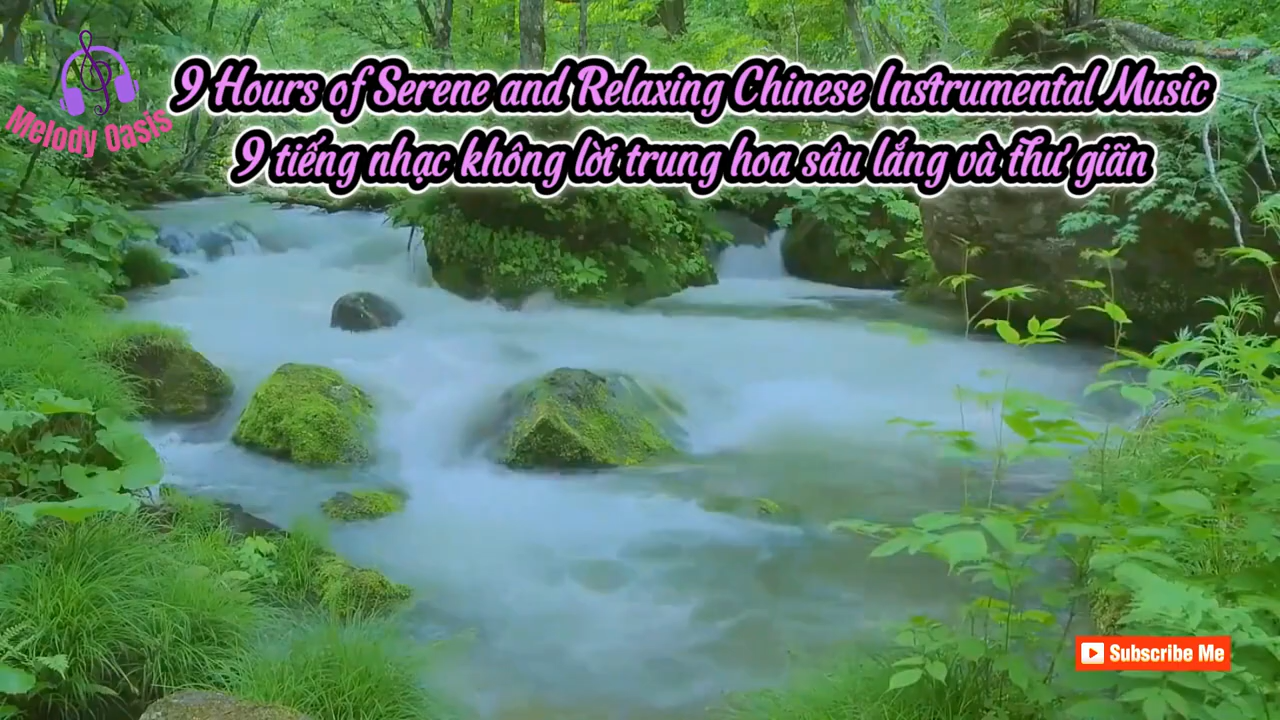 9 Hours of Serene and Relaxing Chinese Instrumental Music
9 tiếng nhạc không lời trung hoa sâu lắng và thư giãn
Melody Oasis
Subscribe Me